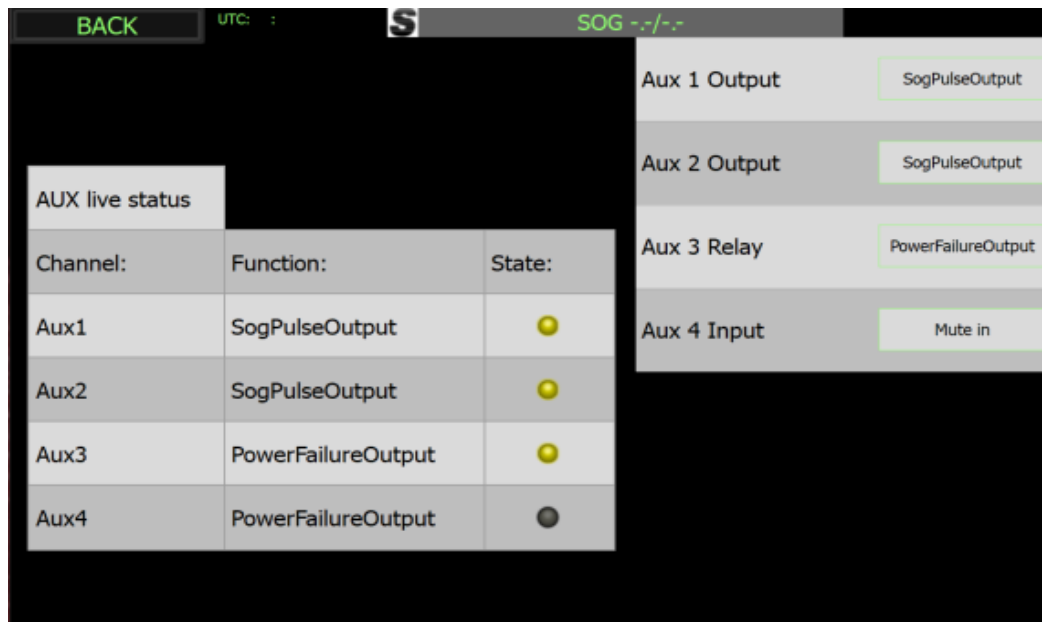 BACK
UTC: :
S
SOG -.-/-.-
Aux 1 Output SogPulseOutput
Aux 2 Output SogPulseOutput
Aux 3 Relay PowerFailureOutput
Aux 4 Input Mute in
AUX live status
Channel: Function: State:
Aux1 SogPulseOutput
Aux2 SogPulseOutput
Aux3 PowerFailureOutput
Aux4 PowerFailureOutput